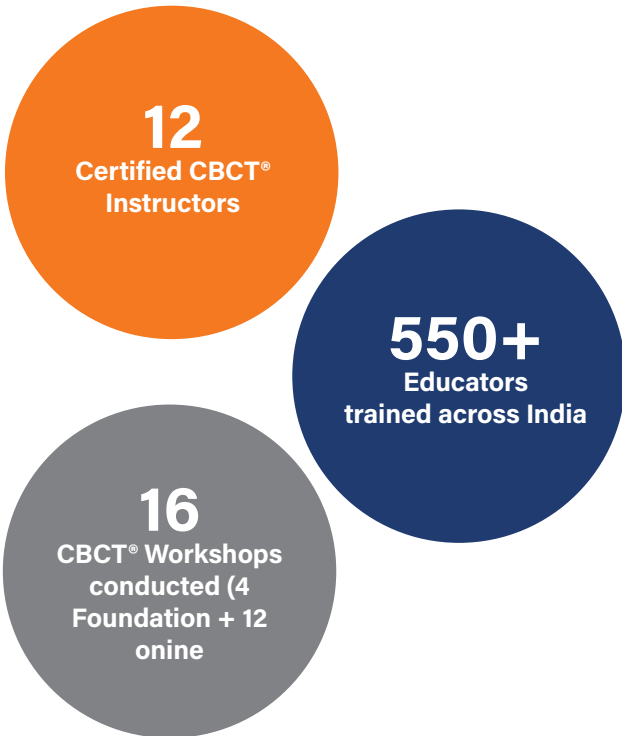 12
Certified CBCT®
Instructors
550+
Educators
trained across India
16
CBCT® Workshops
conducted (4
Foundation + 12
onine